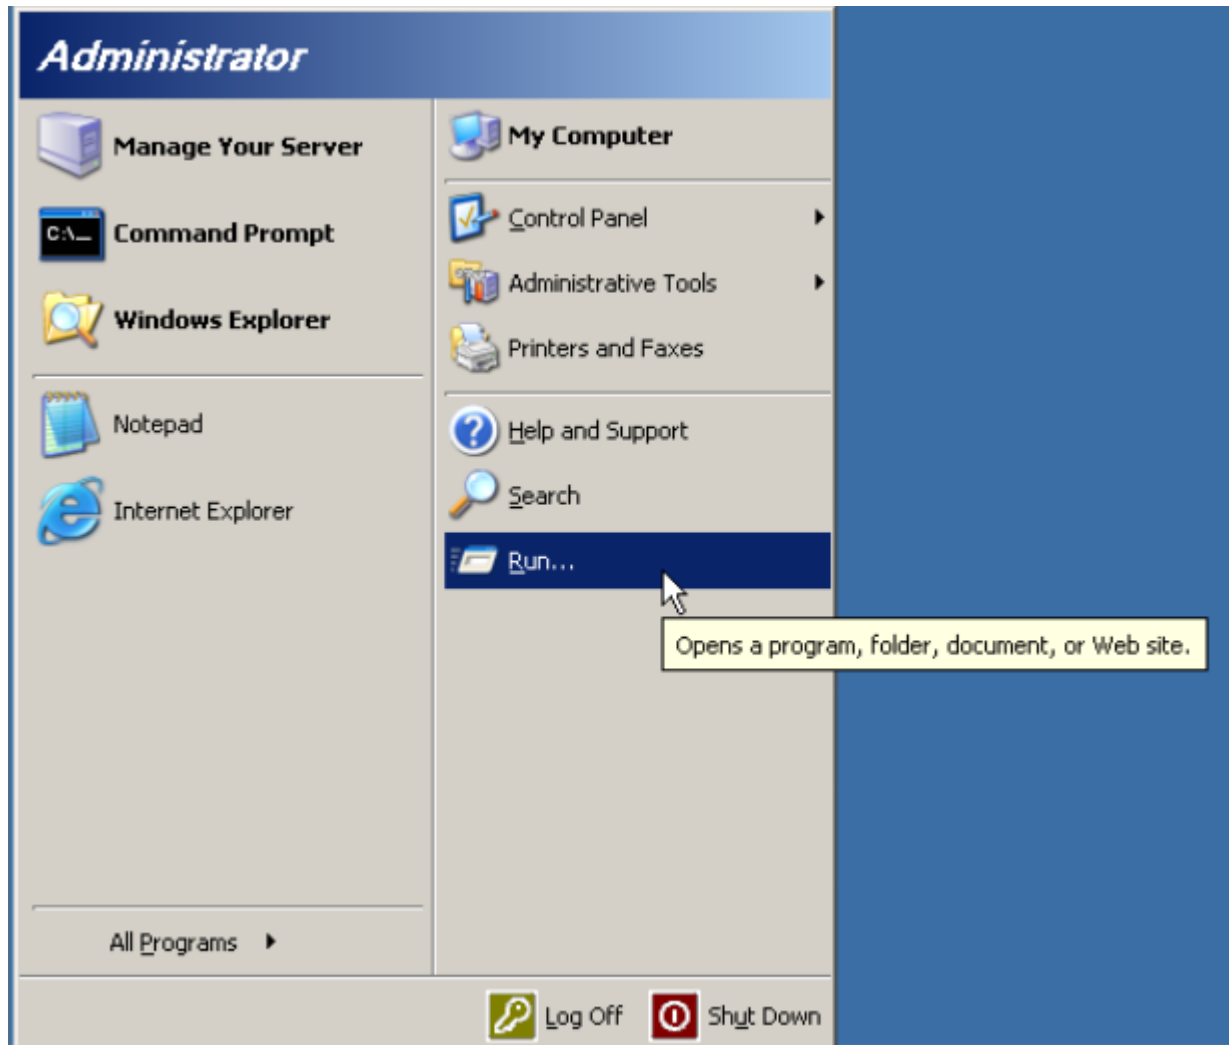 Administrator
Manage Your Server
Command Prompt
Windows Explorer
Notepad
Internet Explorer
All Programs
My Computer
Control Panel
Administrative Tools
Printers and Faxes
Help and Support
Search
Run...
Opens a program, folder, document, or Web site.
Log Off
Shut Down
C:\_